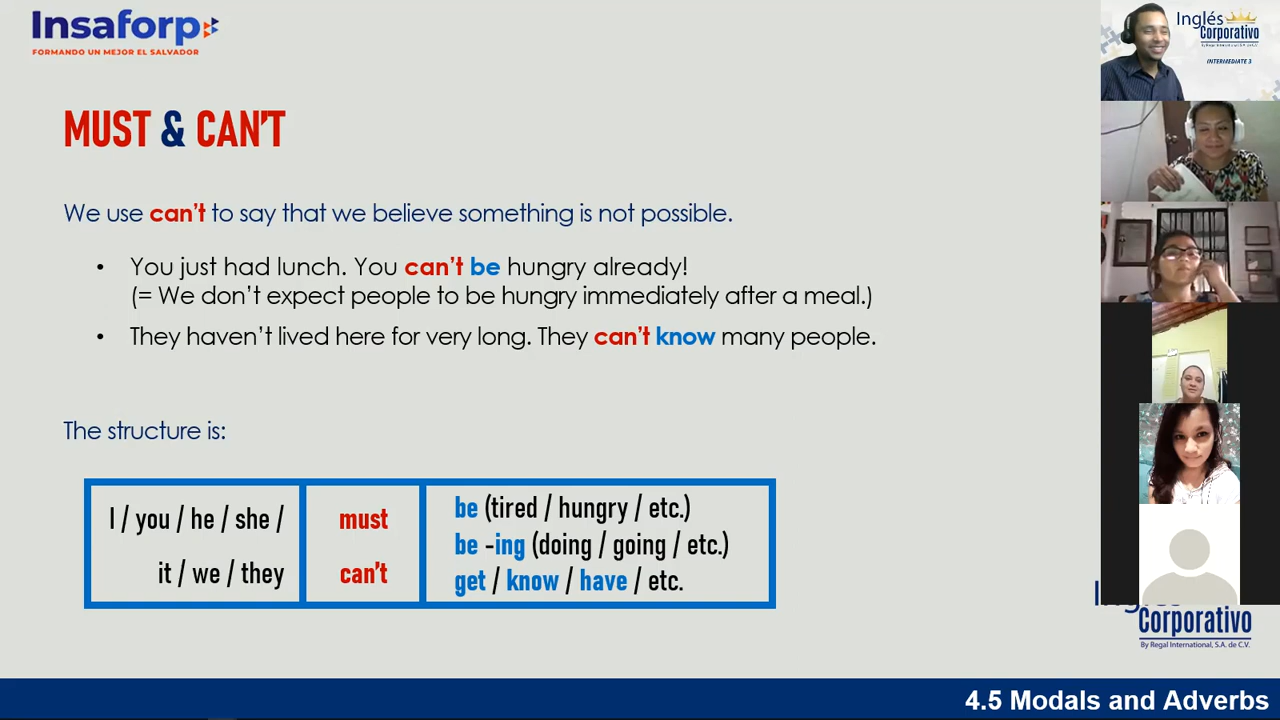 Insaforp
FORMANDO UN MEJOR EL SALVADOR
Inglés
Corporativo
By Regal International, S.A. de C.V.
INTERMEDIATE 3
MUST & CAN'T
We use can't to say that we believe something is not possible.
• You just had lunch. You can't be hungry already!
(= We don't expect people to be hungry immediately after a meal.)
• They haven't lived here for very long. They can't know many people.
The structure is:
I / you / he / she /
it / we / they
must
can't
be (tired / hungry / etc.)
be -ing (doing / going / etc.)
get / know / have / etc.
Corporativo
By Regal International, S.A. de C.V.
4.5 Modals and Adverbs